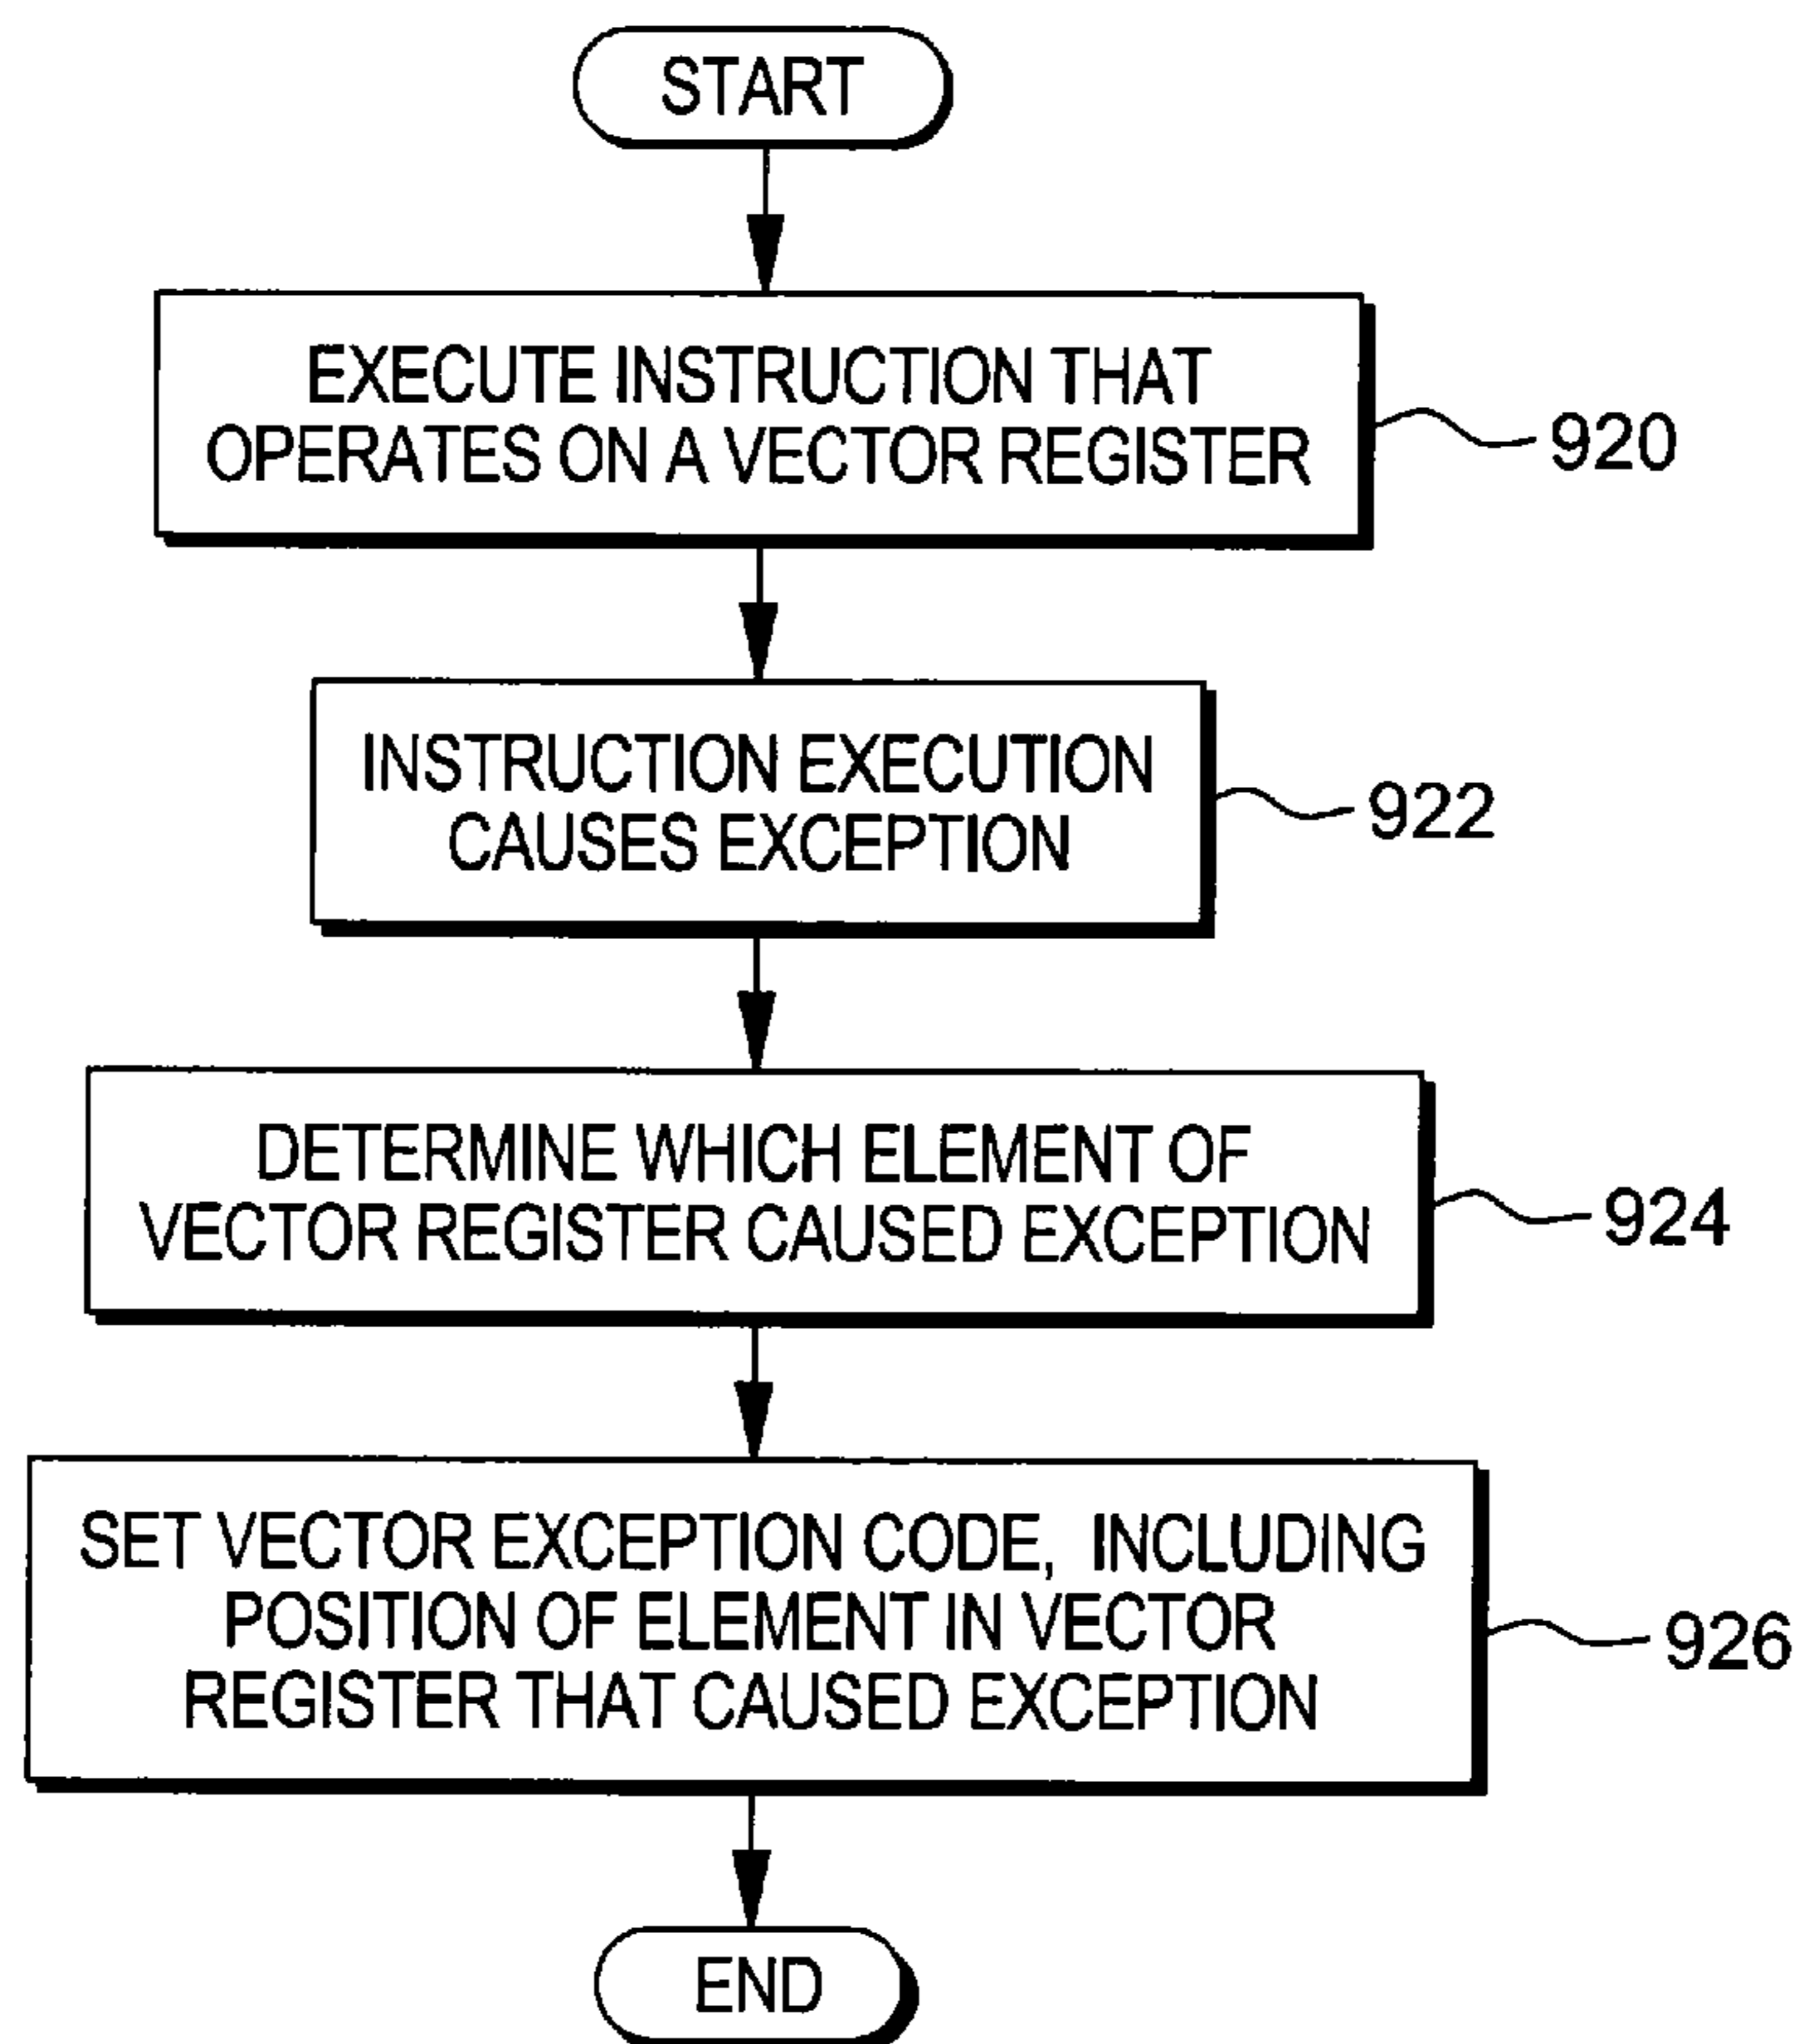 START
EXECUTE INSTRUCTION THAT
OPERATES ON A VECTOR REGISTER
920
INSTRUCTION EXECUTION
CAUSES EXCEPTION
922
DETERMINE WHICH ELEMENT OF
VECTOR REGISTER CAUSED EXCEPTION
924
SET VECTOR EXCEPTION CODE, INCLUDING
POSITION OF ELEMENT IN VECTOR
REGISTER THAT CAUSED EXCEPTION
926
END